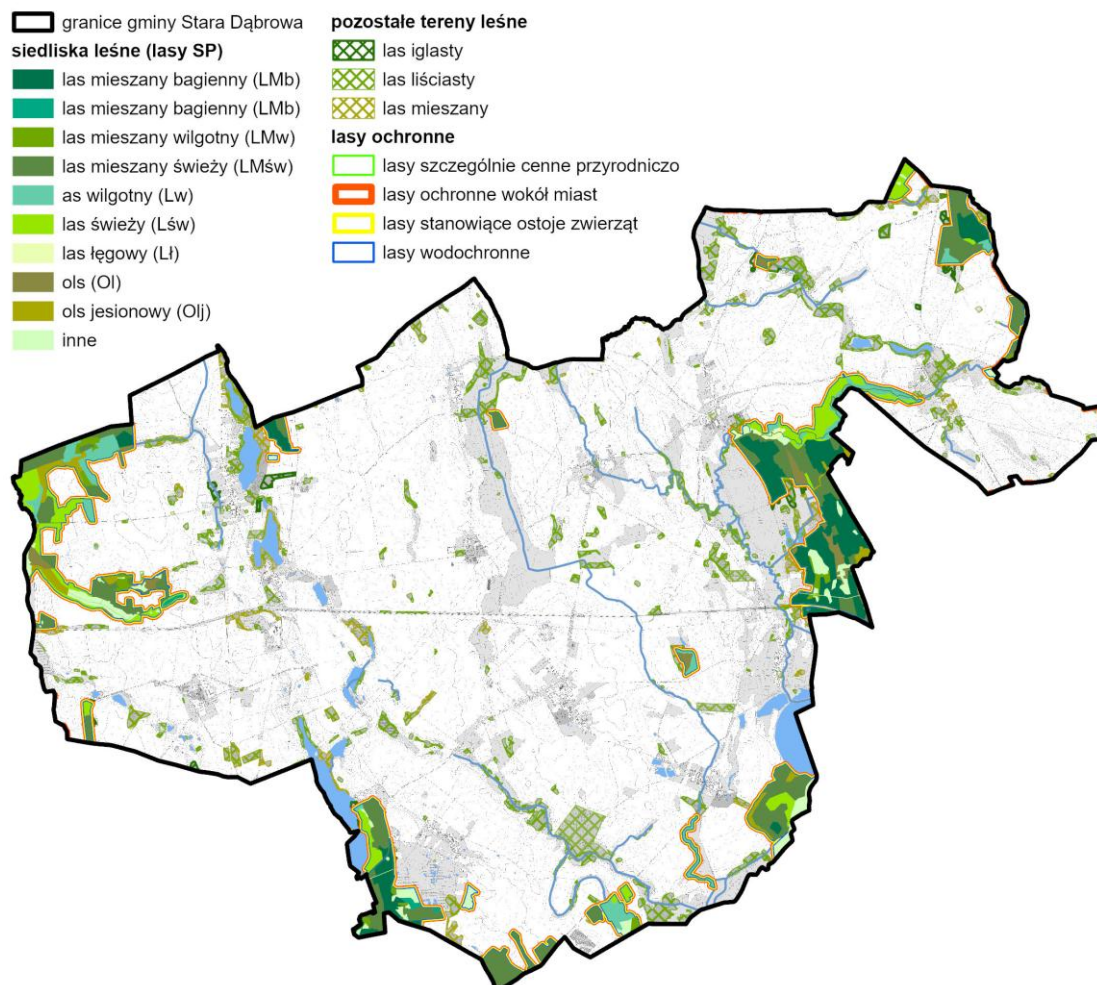 granice gminy Stara Dąbrowa
siedliska leśne (lasy SP)
las mieszany bagienny (LMb)
las mieszany bagienny (LMb)
las mieszany wilgotny (LMw)
las mieszany świeży (LMśw)
as wilgotny (Lw)
las świeży (Lśw)
las łęgowy (Lł)
ols (Ol)
ols jesionowy (Olj)
inne
pozostałe tereny leśne
las iglasty
las liściasty
las mieszany
lasy ochronne
lasy szczególnie cenne przyrodniczo
lasy ochronne wokół miast
lasy stanowiące ostoje zwierząt
lasy wodochronne